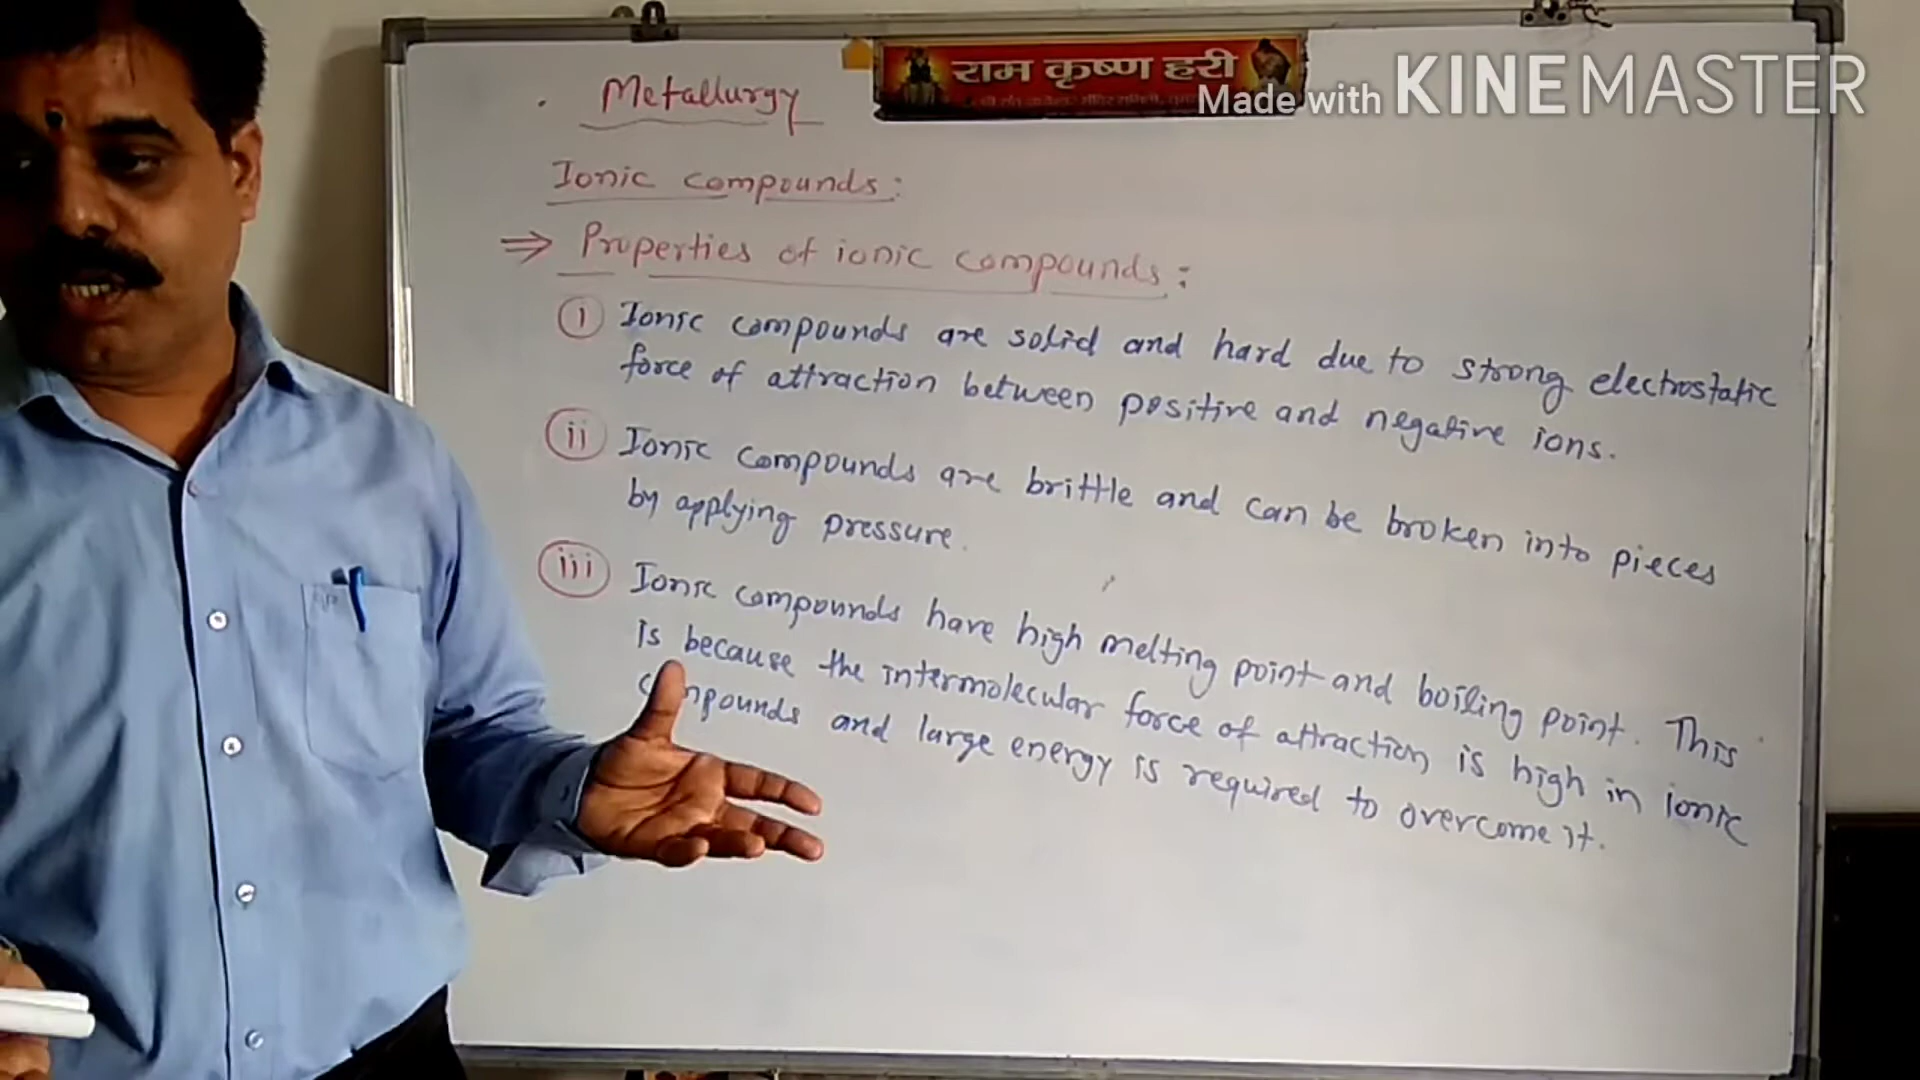 राम कृष्ण हरी
Made with KINEMASTER
Metallurgy
Ionic compounds:
⇒ Properties of ionic compounds:
i Ionic compounds are solid and hard due to strong electrostatic
force of attraction between positive and negative ions.
ii Ionic compounds are brittle and can be broken into pieces
by applying pressure.
iii Ionic compounds have high melting point and boiling point. This
is because the intermolecular force of attraction is high in ionic
compounds and large energy is required to overcome it.